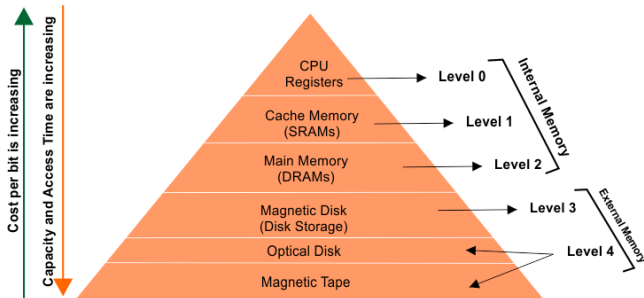 Cost per bit is increasing
Capacity and Access Time are increasing
CPU
Registers
Level 0
Cache Memory
(SRAMs)
Level 1
Main Memory
(DRAMs)
Level 2
Internal Memory
Magnetic Disk
(Disk Storage)
Level 3
Optical Disk
Level 4
Magnetic Tape
External Memory